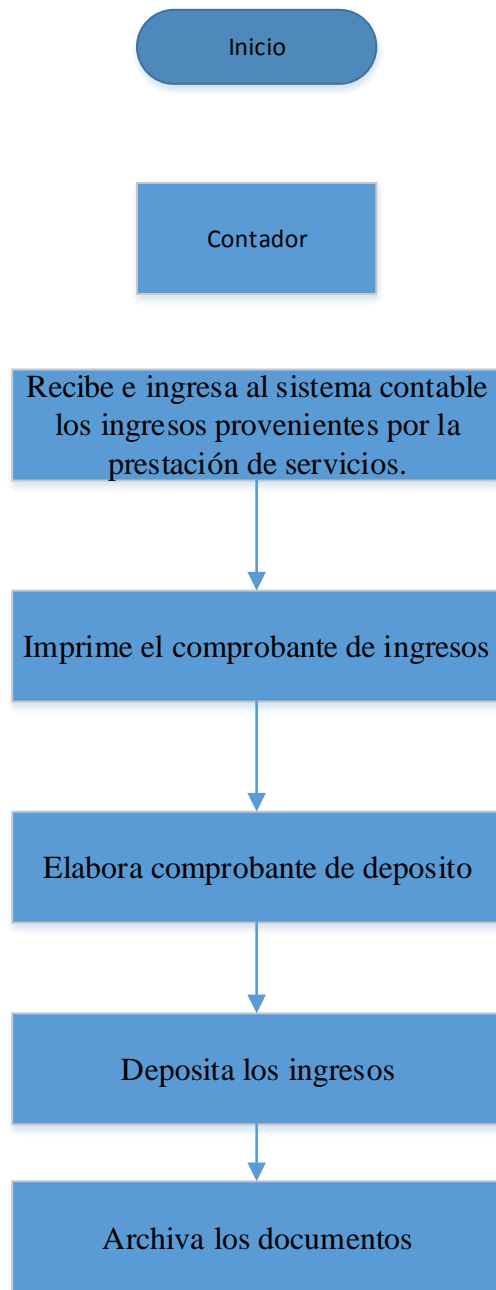 Inicio
Contador
Recibe e ingresa al sistema contable
los ingresos provenientes por la
prestación de servicios.
Imprime el comprobante de ingresos
Elabora comprobante de deposito
Deposita los ingresos
Archiva los documentos